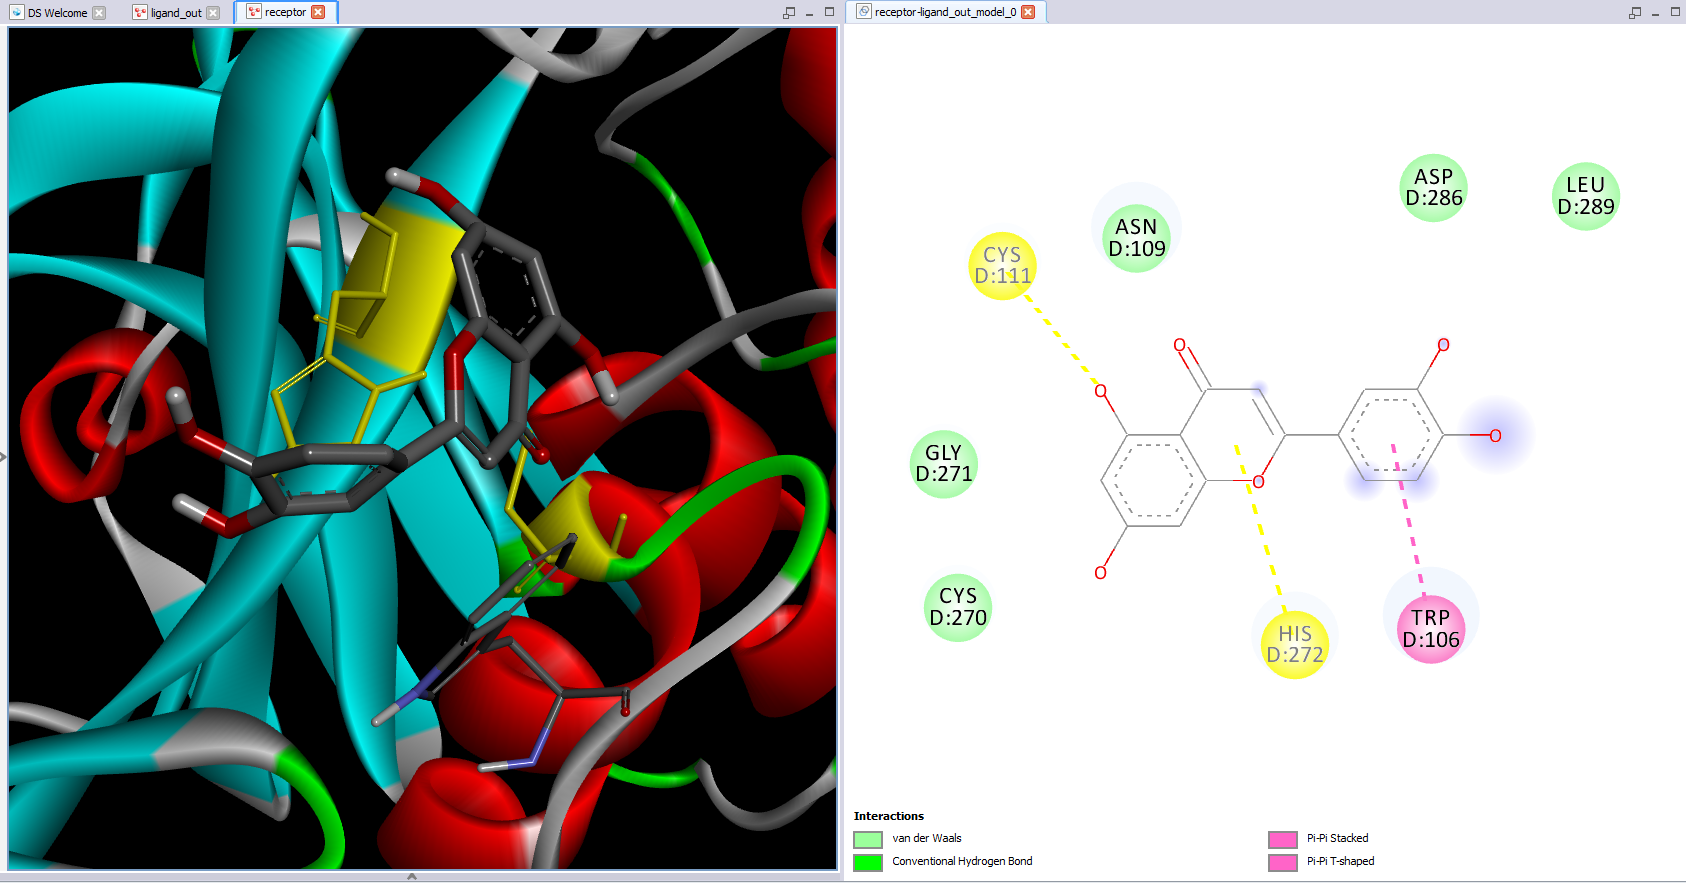 DS Welcome
ligand_out
receptor
receptor-ligand_out_model_0
ASP
D:286
LEU
D:289
ASN
D:109
CYS
D:111
O
O
O
O
O
O
GLY
D:271
CYS
D:270
HIS
D:272
TRP
D:106
Interactions
van der Waals
Conventional Hydrogen Bond
Pi-Pi Stacked
Pi-Pi T-shaped